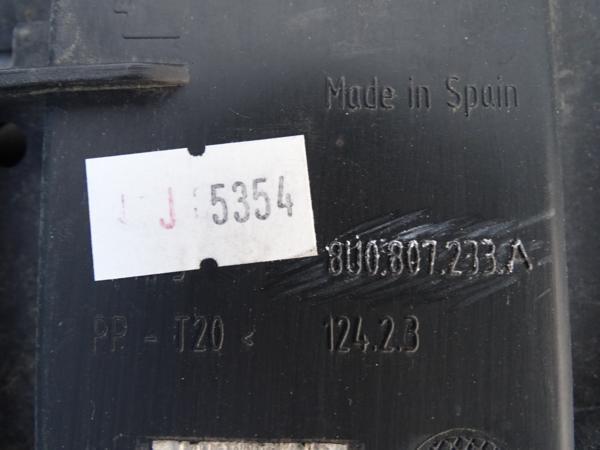 Made in Spain
J 5354
8U0.807.233.A
PP - T20 <
124.2.3